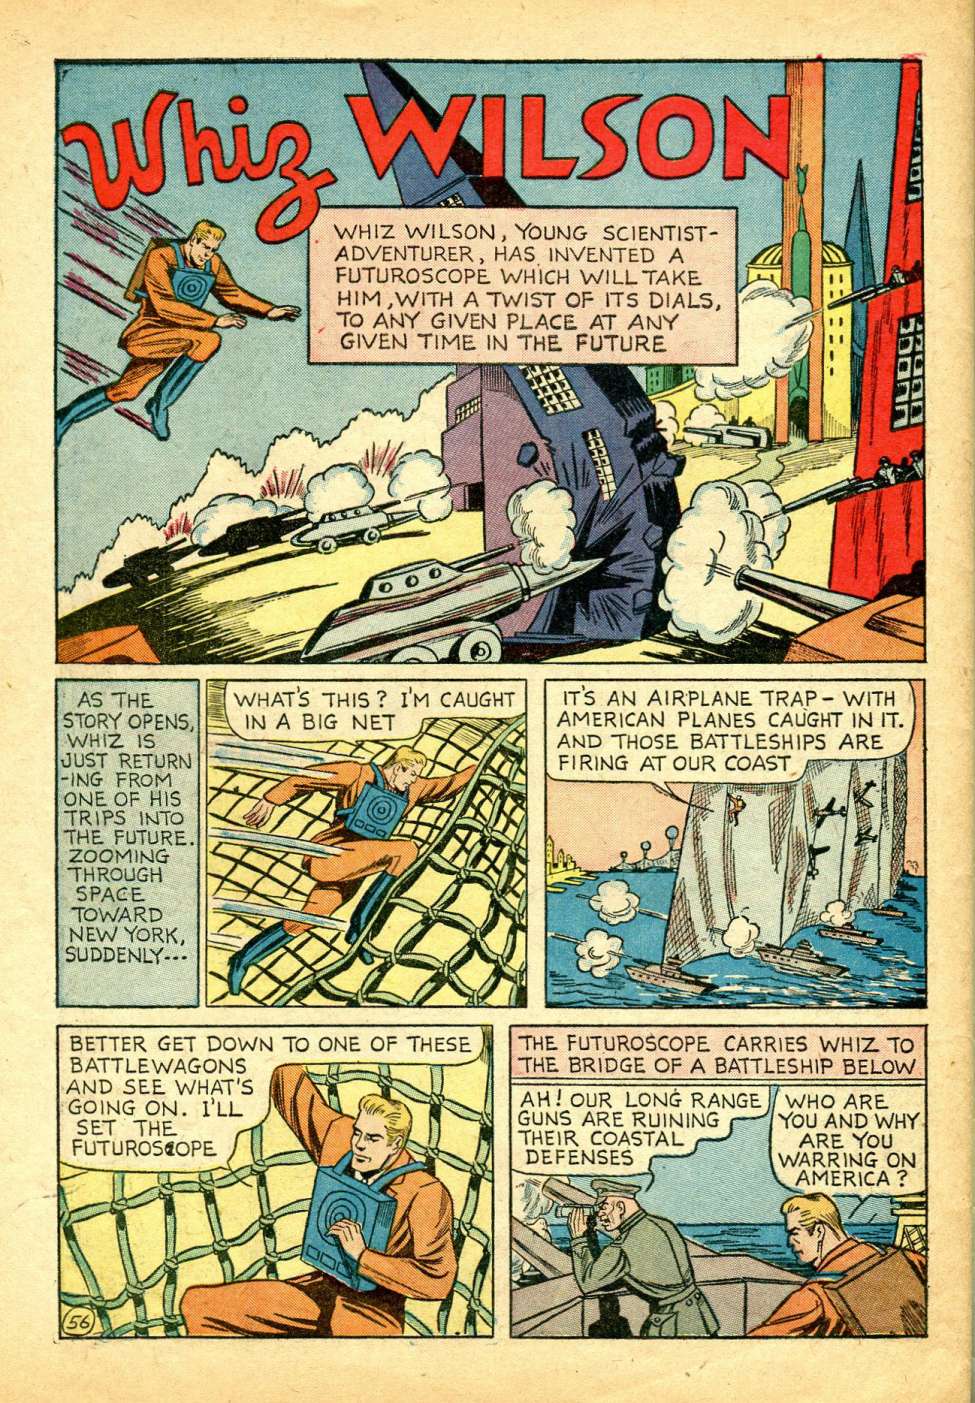 Whiz WILSON
WHIZ WILSON, YOUNG SCIENTIST-
ADVENTURER, HAS INVENTED A
FUTUROSCOPE WHICH WILL TAKE
HIM, WITH A TWIST OF ITS DIALS,
TO ANY GIVEN PLACE AT ANY
GIVEN TIME IN THE FUTURE
AS THE
STORY OPENS,
WHIZ IS
JUST RETURN
-ING FROM
ONE OF HIS
TRIPS INTO
THE FUTURE.
ZOOMING
THROUGH
SPACE
TOWARD
NEW YORK,
SUDDENLY---
WHAT'S THIS? I'M CAUGHT
IN A BIG NET
IT'S AN AIRPLANE TRAP - WITH
AMERICAN PLANES CAUGHT IN IT.
AND THOSE BATTLESHIPS ARE
FIRING AT OUR COAST
BETTER GET DOWN TO ONE OF THESE
BATTLEWAGONS
AND SEE WHAT'S
GOING ON. I'LL
SET THE
FUTUROSCOPE
56
THE FUTUROSCOPE CARRIES WHIZ TO
THE BRIDGE OF A BATTLESHIP BELOW
AH! OUR LONG RANGE
GUNS ARE RUINING
THEIR COASTAL
DEFENSES
WHO ARE
YOU AND WHY
ARE YOU
WARRING ON
AMERICA?